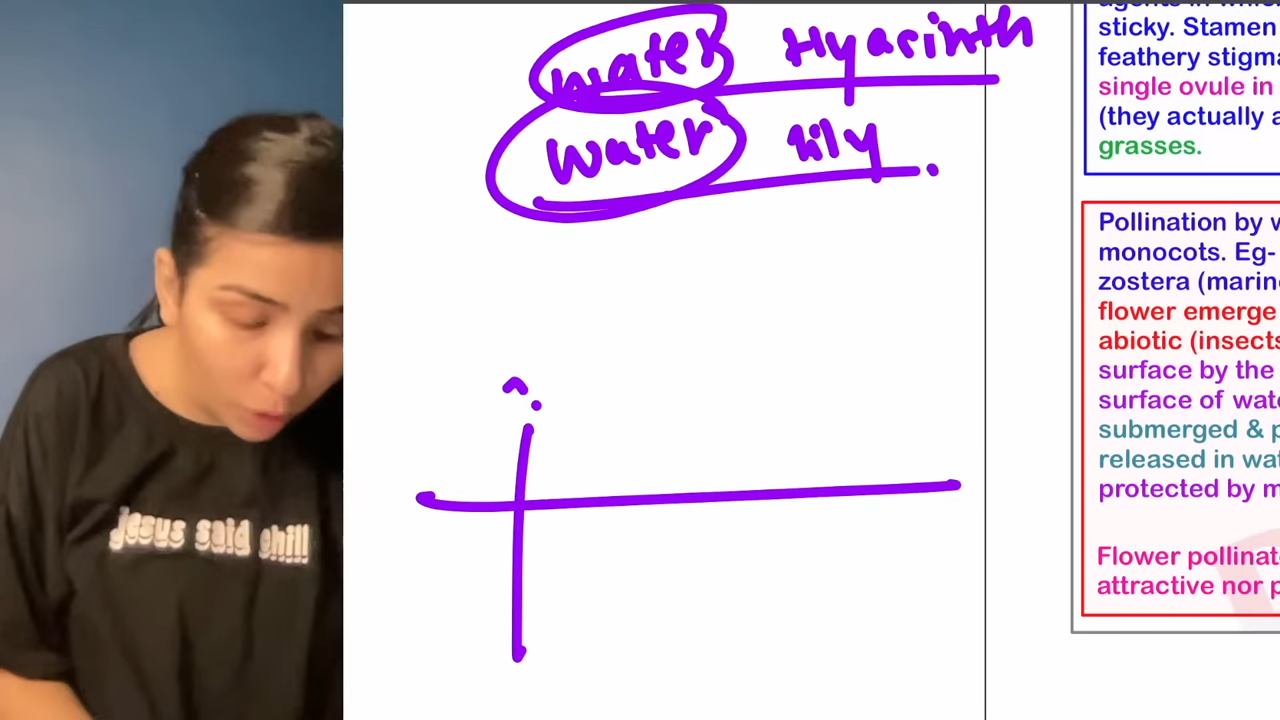 water Hyacinth
Water lily.
jesus said chill
sticky. Stamen
feathery stigma
single ovule in
(they actually a
grasses.
Pollination by w
monocots. Eg-
zostera (marin
flower emerge
abiotic (insects
surface by the
surface of wat
submerged & p
released in wat
protected by m
Flower pollinat
attractive nor p